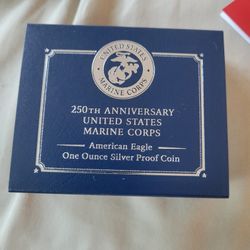 UNITED STATES
MARINE CORPS
250TH ANNIVERSARY
UNITED STATES
MARINE CORPS
American Eagle
One Ounce Silver Proof Coin